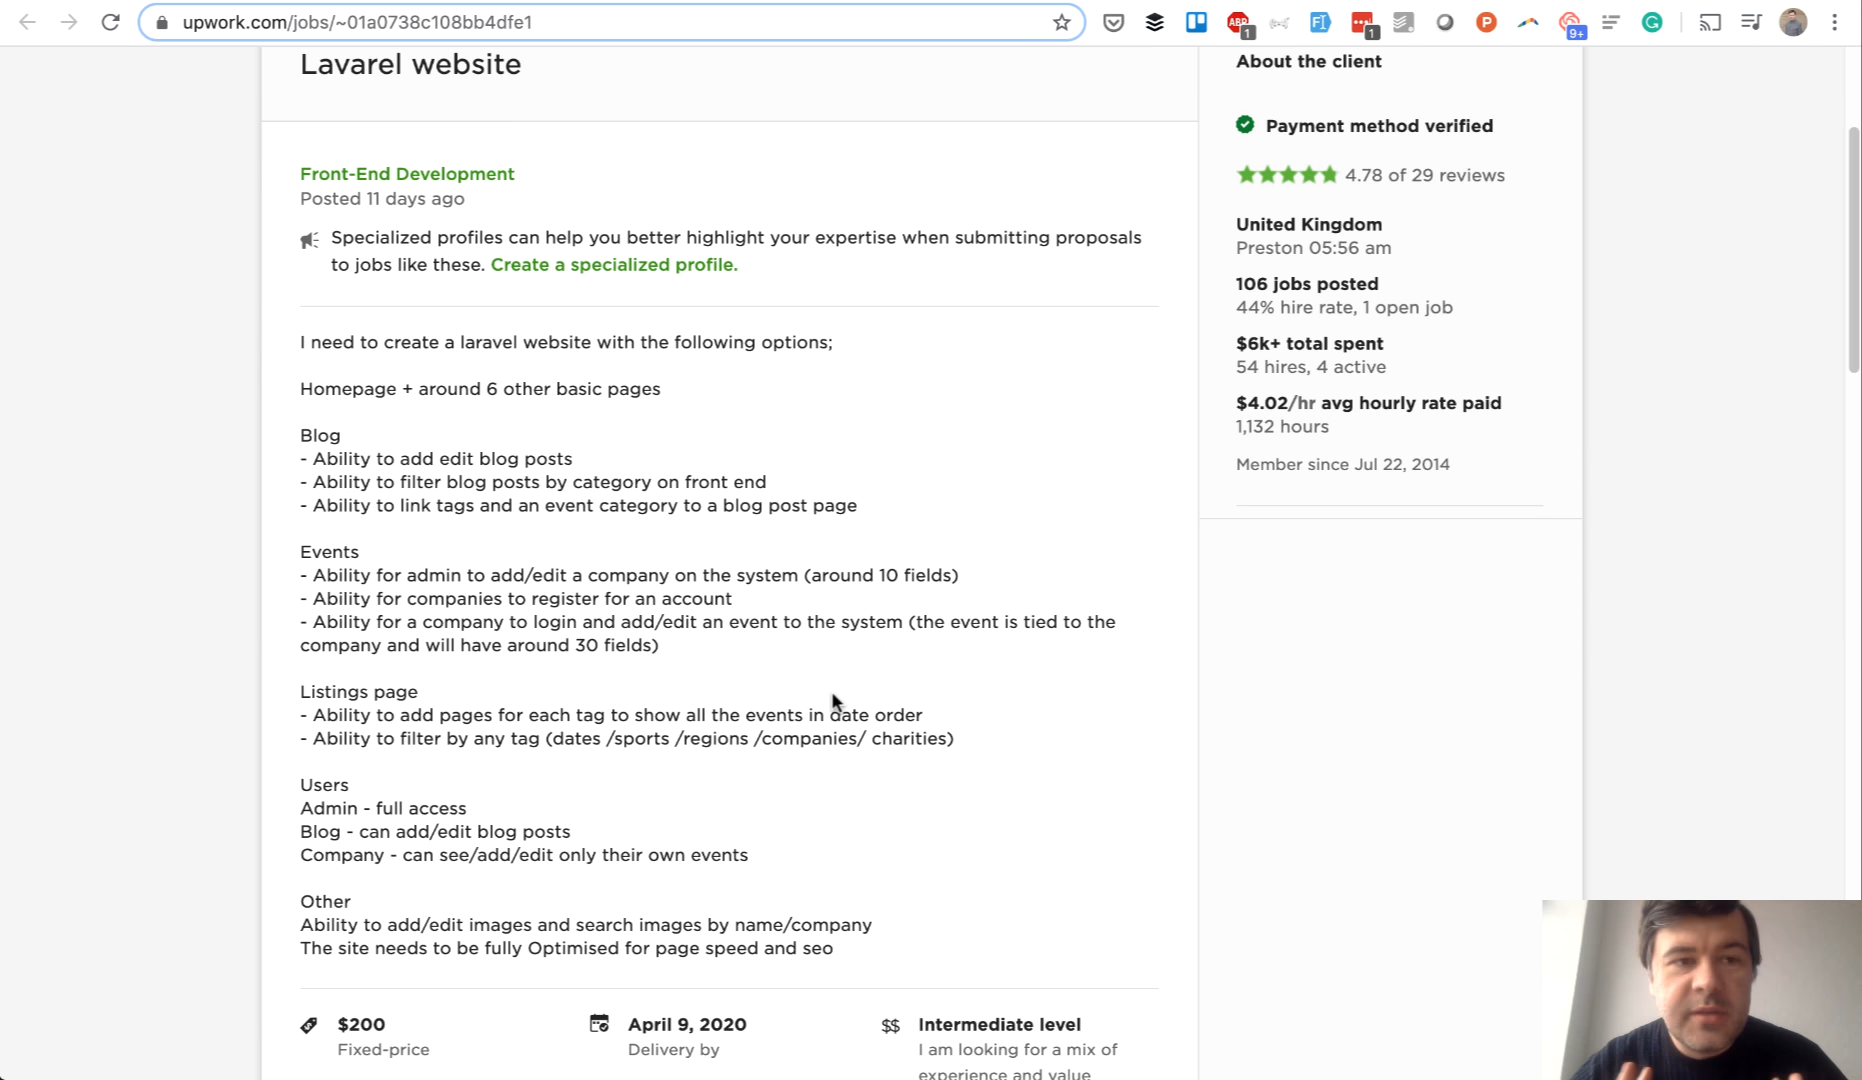 upwork.com/jobs/~01a0738c108bb4dfe1
ABP
1
FI
1
P
9+
G
Lavarel website
Front-End Development
Posted 11 days ago
Specialized profiles can help you better highlight your expertise when submitting proposals
to jobs like these. Create a specialized profile.
I need to create a laravel website with the following options;
Homepage + around 6 other basic pages
Blog
- Ability to add edit blog posts
- Ability to filter blog posts by category on front end
- Ability to link tags and an event category to a blog post page
Events
- Ability for admin to add/edit a company on the system (around 10 fields)
- Ability for companies to register for an account
- Ability for a company to login and add/edit an event to the system (the event is tied to the
company and will have around 30 fields)
Listings page
- Ability to add pages for each tag to show all the events in date order
- Ability to filter by any tag (dates /sports /regions /companies/ charities)
Users
Admin - full access
Blog - can add/edit blog posts
Company - can see/add/edit only their own events
Other
Ability to add/edit images and search images by name/company
The site needs to be fully Optimised for page speed and seo
$200
Fixed-price
April 9, 2020
Delivery by
$$
Intermediate level
I am looking for a mix of
experience and value
About the client
Payment method verified
4.78 of 29 reviews
United Kingdom
Preston 05:56 am
106 jobs posted
44% hire rate, 1 open job
$6k+ total spent
54 hires, 4 active
$4.02/hr avg hourly rate paid
1,132 hours
Member since Jul 22, 2014